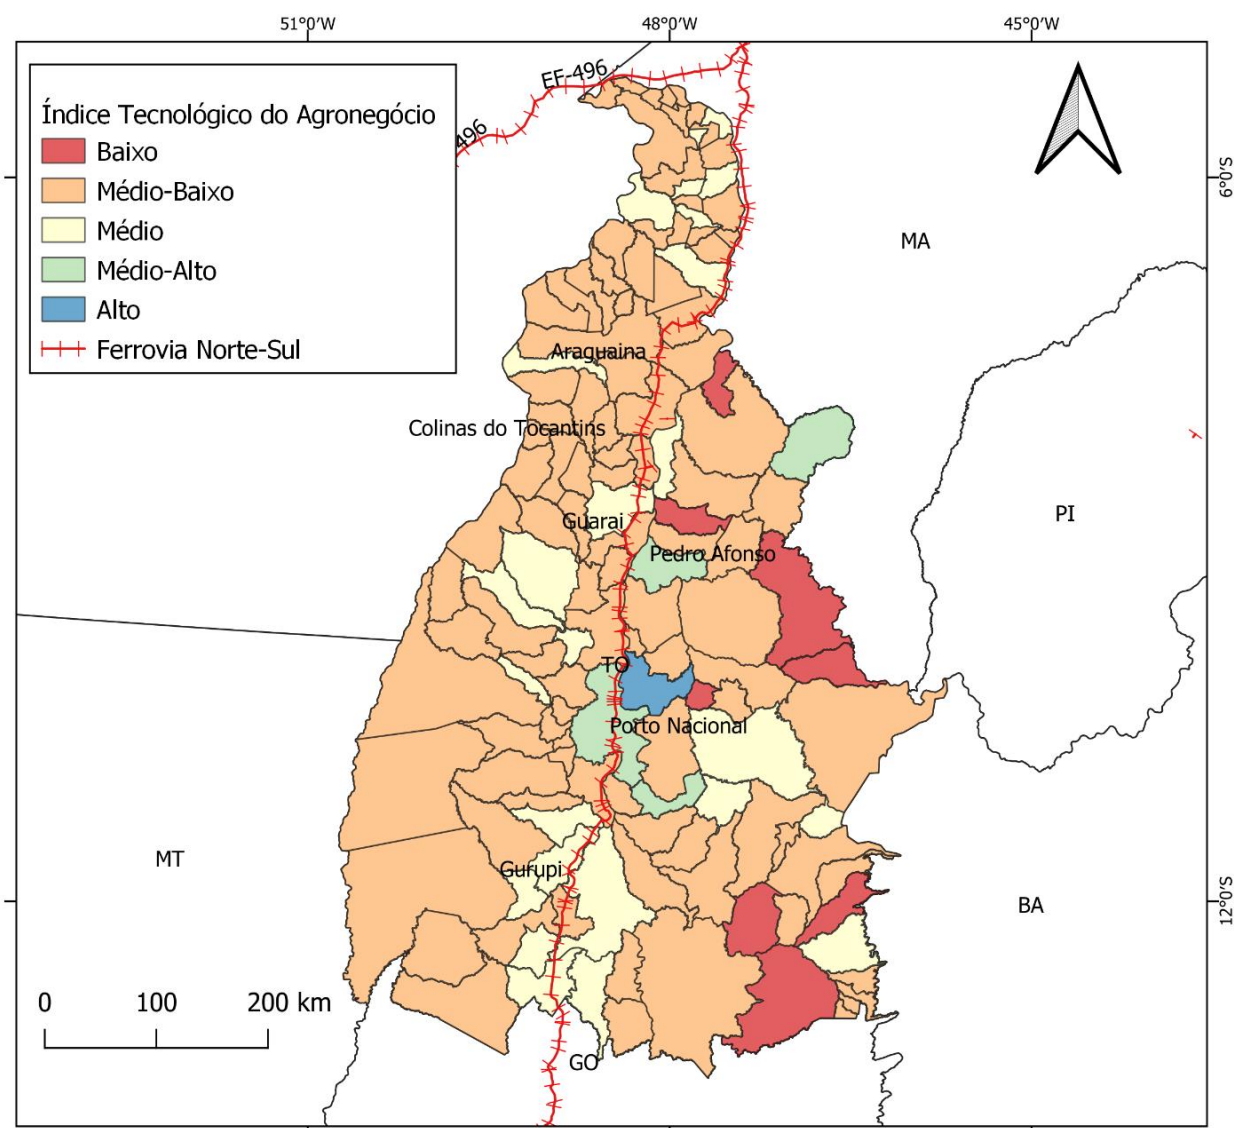 51°0'W
48°0'W
45°0'W
EF-496
496
Índice Tecnológico do Agronegócio
Baixo
Médio-Baixo
Médio
Médio-Alto
Alto
Ferrovia Norte-Sul
6°0'S
MA
Araguaina
Colinas do Tocantins
PI
Guarai
Pedro Afonso
TO
Porto Nacional
MT
Gurupi
BA
12°0'S
0 100 200 km
GO